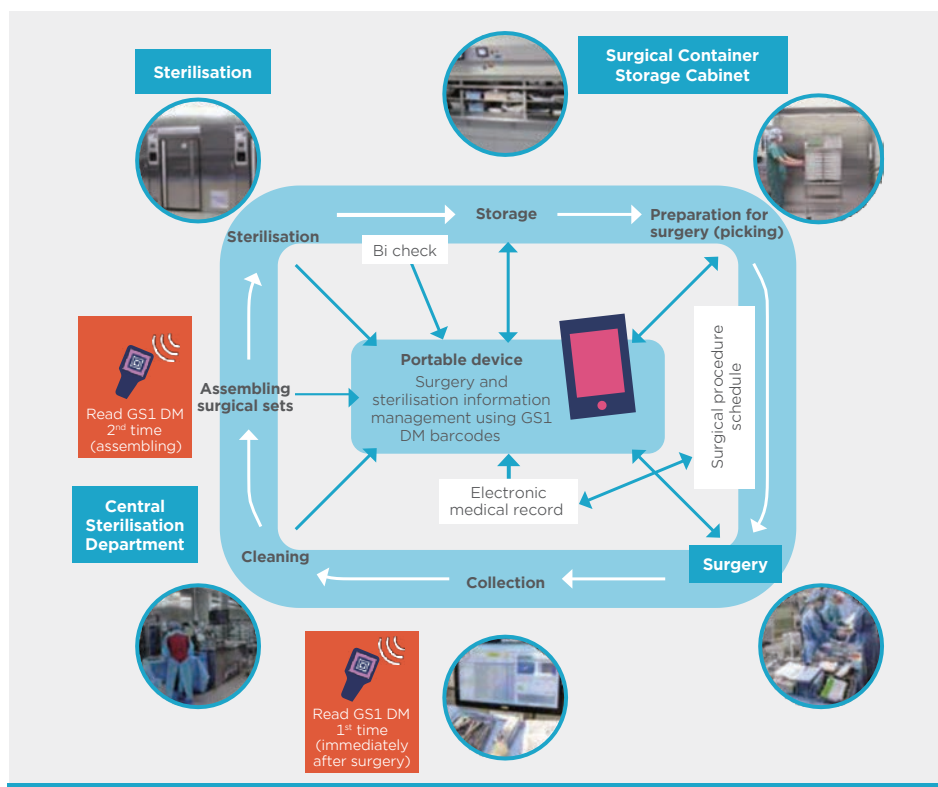 Sterilisation
Surgical Container
Storage Cabinet
Sterilisation
Storage
Preparation for
surgery (picking)
Bi check
Portable device
Surgery and
sterilisation information
management using GS1
DM barcodes
Surgical procedure
schedule
Assembling
surgical sets
Read GS1 DM
2nd time
(assembling)
Electronic
medical record
Central
Sterilisation
Department
Cleaning
Collection
Surgery
Read GS1 DM
1st time
(immediately
after surgery)